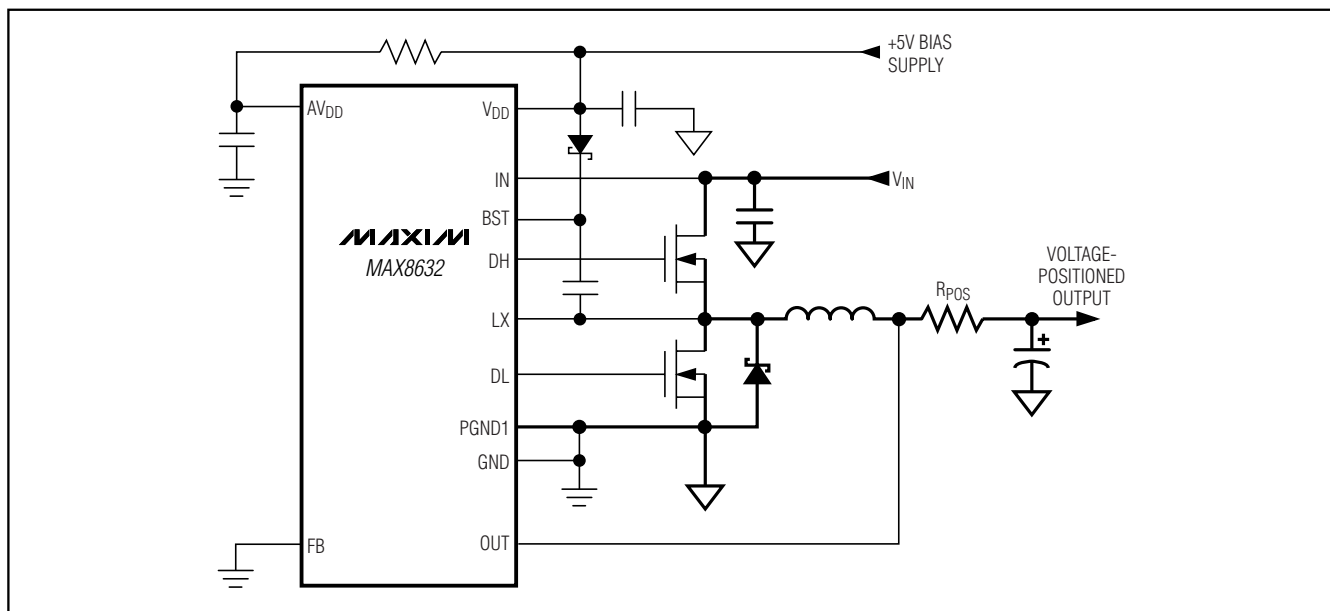 +5V BIAS
SUPPLY
AVDD
VDD
IN
VIN
BST
MAXIM
MAX8632
DH
VOLTAGE-
POSITIONED
OUTPUT
RPOS
LX
+
DL
PGND1
GND
FB
OUT